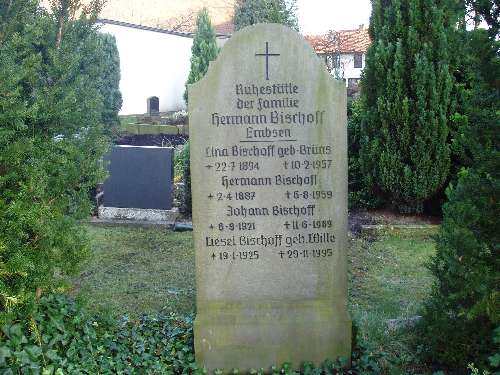 Ruhestätte
der Familie
Hermann Bischoff
Embsen
Lina Bischoff geb. Brüns
* 22·7·1894 † 10·2·1957
Hermann Bischoff
* 2·4·1887 † 6·8·1959
Johann Bischoff
* 8·8·1921 † 11·6·1989
Liesel Bischoff geb. Wille
* 19·1·1925 † 29·11·1995